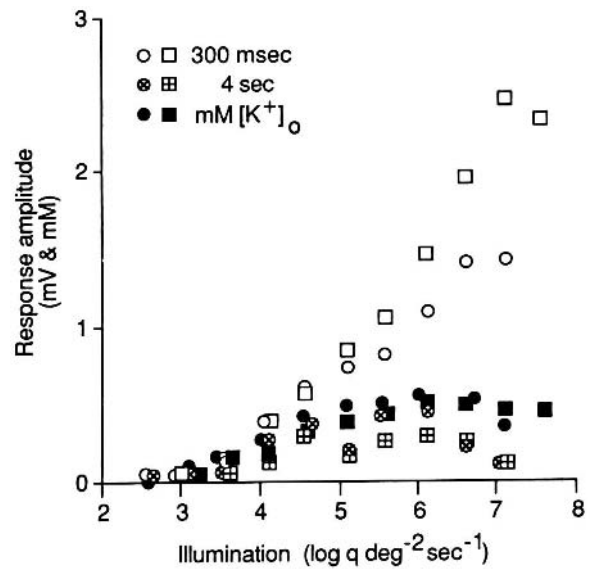 3
300 msec
4 sec
mM [K⁺]ₒ
2
Response amplitude
(mV & mM)
1
0
2 3 4 5 6 7 8
Illumination (log q deg⁻² sec⁻¹)